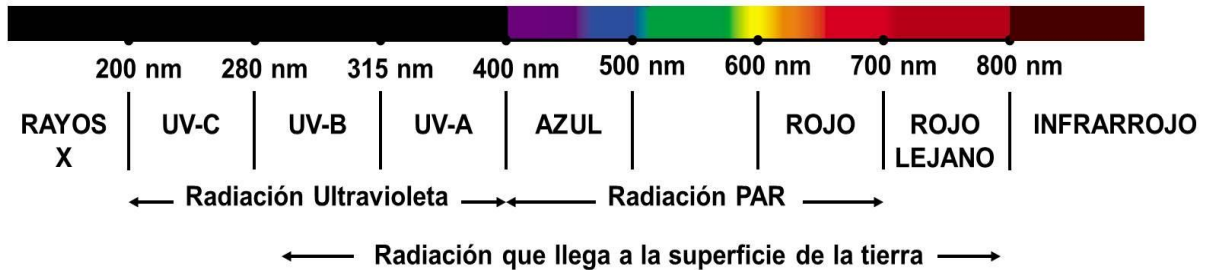 200 nm 280 nm 315 nm 400 nm 500 nm 600 nm 700 nm 800 nm
RAYOS X UV-C UV-B UV-A AZUL ROJO ROJO LEJANO INFRARROJO
Radiación Ultravioleta Radiación PAR
Radiación que llega a la superficie de la tierra